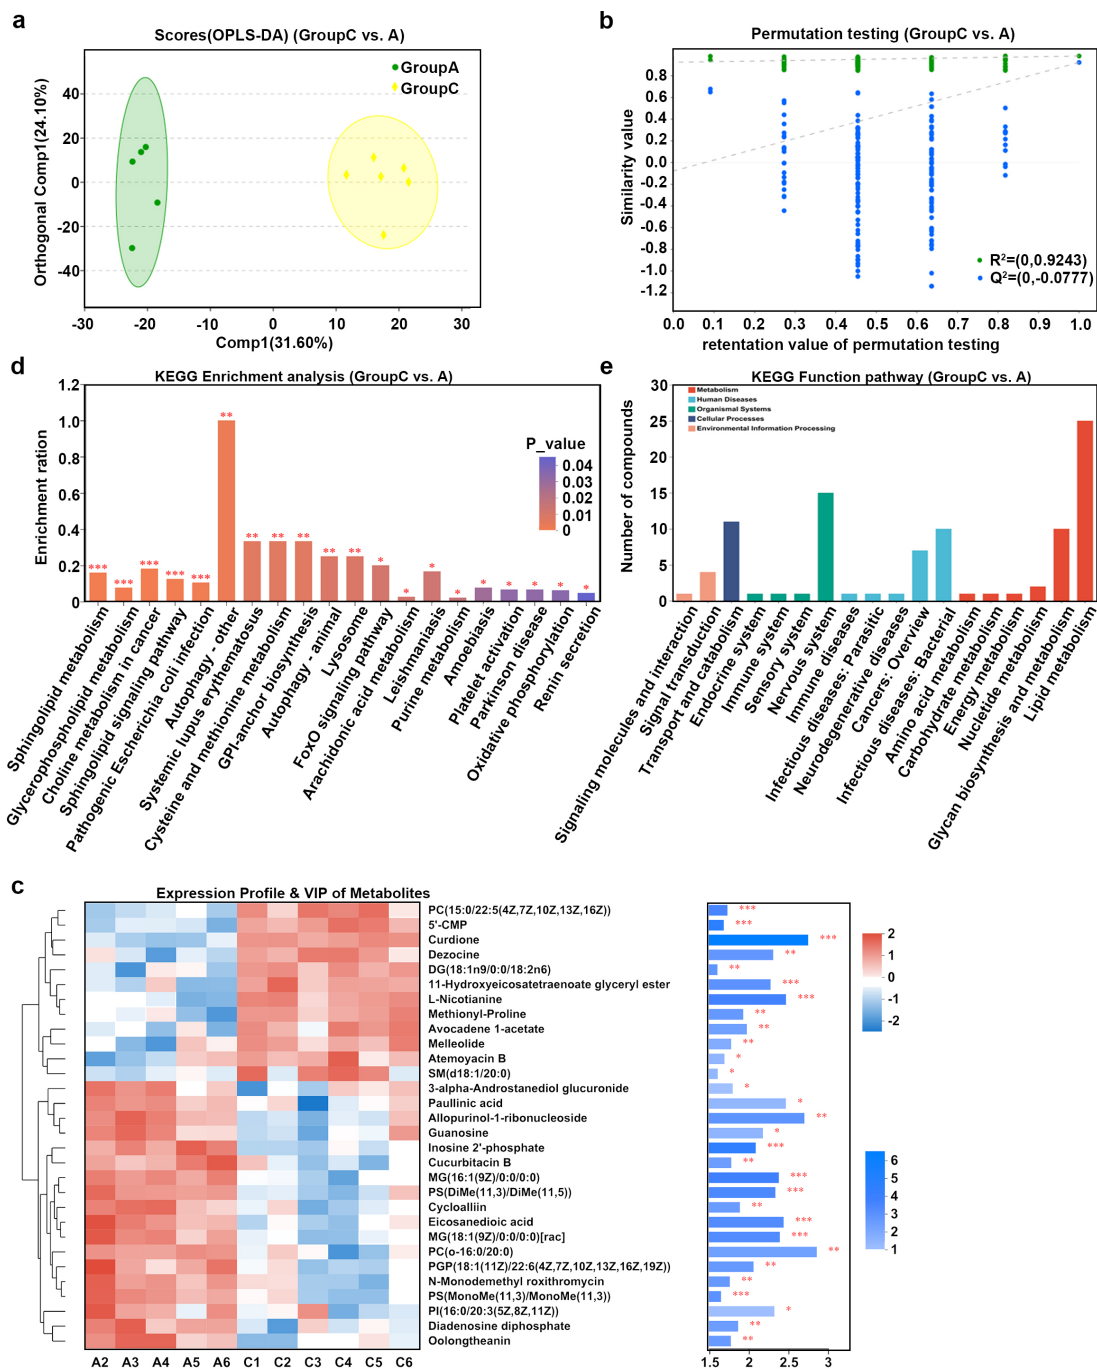 a
Scores(OPLS-DA) (GroupC vs. A)
GroupA
GroupC
Orthogonal Comp1(24.10%)
40
20
0
-20
-40
-30 -20 -10 0 10 20 30
Comp1(31.60%)
b
Permutation testing (GroupC vs. A)
Similarity value
0.8
0.6
0.4
0.2
0.0
-0.2
-0.4
-0.6
-0.8
-1.0
-1.2
R²=(0,0.9243)
Q²=(0,-0.0777)
0.0 0.1 0.2 0.3 0.4 0.5 0.6 0.7 0.8 0.9 1.0
retention value of permutation testing
d
KEGG Enrichment analysis (GroupC vs. A)
Enrichment ration
1.2
1.0
0.6
0.4
0.2
0
P_value
0.04
0.03
0.02
0.01
0
*** *** *** *** *** ** ** ** ** ** ** * * * * * * * * *
Sphingolipid metabolism
Glycerophospholipid metabolism
Choline metabolism in cancer
Sphingolipid signaling pathway
Pathogenic Escherichia coli infection
Autophagy - other
Systemic lupus erythematosus
Cysteine and methionine metabolism
GPI-anchor biosynthesis
Autophagy - animal
Lysosome
FoxO signaling pathway
Arachidonic acid metabolism
Leishmaniasis
Purine metabolism
Amoebiasis
Platelet activation
Parkinson disease
Oxidative phosphorylation
Renin secretion
e
KEGG Function pathway (GroupC vs. A)
Number of compounds
30
25
20
15
10
5
0
Metabolism
Human Diseases
Organismal Systems
Cellular Processes
Environmental Information Processing
Signaling molecules and interaction
Signal transduction
Transport and catabolism
Endocrine system
Immune system
Sensory system
Nervous system
Immune diseases
Infectious diseases: Parasitic
Neurodegenerative diseases
Cancers: Overview
Infectious diseases: Bacterial
Amino acid metabolism
Carbohydrate metabolism
Energy metabolism
Nucletide metabolism
Glycan biosynthesis and metabolism
Lipid metabolism
c
Expression Profile & VIP of Metabolites
PC(15:0/22:5(4Z,7Z,10Z,13Z,16Z)) ***
5'-CMP ***
Curdione ***
Dezocine **
DG(18:1n9/0:0/18:2n6) **
11-Hydroxyeicosatetraenoate glyceryl ester ***
L-Nicotianine ***
Methionyl-Proline **
Avocadene 1-acetate **
Melleolide **
Atemoyacin B *
SM(d18:1/20:0) *
3-alpha-Androstanediol glucuronide *
Paullinic acid *
Allopurinol-1-ribonucleoside **
Guanosine *
Inosine 2'-phosphate ***
Cucurbitacin B **
MG(16:1(9Z)/0:0/0:0) ***
PS(DiMe(11,3)/DiMe(11,5)) ***
Cycloalliin **
Eicosanedioic acid ***
MG(18:1(9Z)/0:0/0:0)[rac] ***
PC(o-16:0/20:0) **
PGP(18:1(11Z)/22:6(4Z,7Z,10Z,13Z,16Z,19Z)) **
N-Monodemethyl roxithromycin **
PS(MonoMe(11,3)/MonoMe(11,3)) ***
PI(16:0/20:3(5Z,8Z,11Z)) *
Diadenosine diphosphate **
Oolongtheanin **
A2 A3 A4 A5 A6 C1 C2 C3 C4 C5 C6
1.5 2 2.5 3
2
1
0
-1
-2
6
5
4
3
2
1